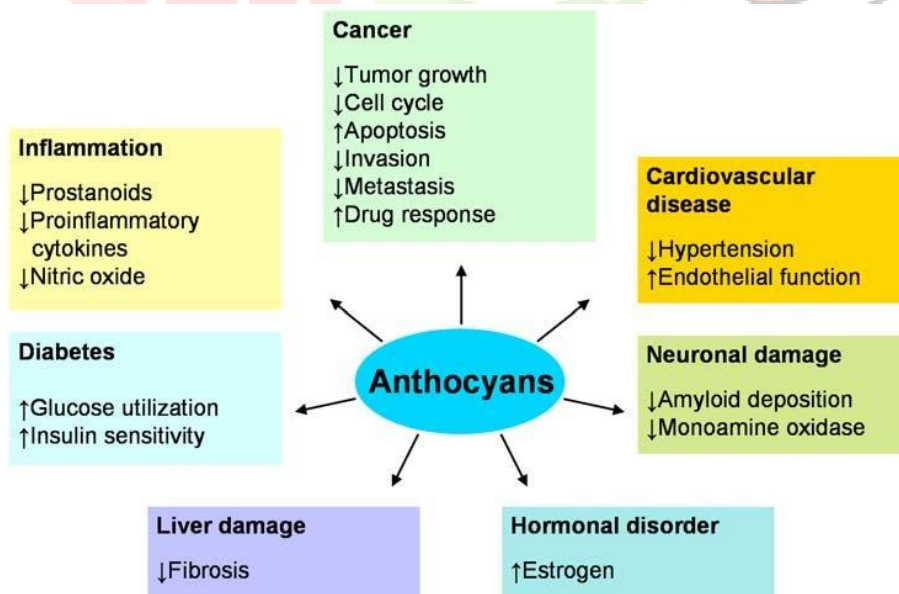 Cancer
↓Tumor growth
↓Cell cycle
↑Apoptosis
↓Invasion
↓Metastasis
↑Drug response
Inflammation
↓Prostanoids
↓Proinflammatory
cytokines
↓Nitric oxide
Cardiovascular
disease
↓Hypertension
↑Endothelial function
Diabetes
↑Glucose utilization
↑Insulin sensitivity
Anthocyans
Neuronal damage
↓Amyloid deposition
↓Monoamine oxidase
Liver damage
↓Fibrosis
Hormonal disorder
↑Estrogen